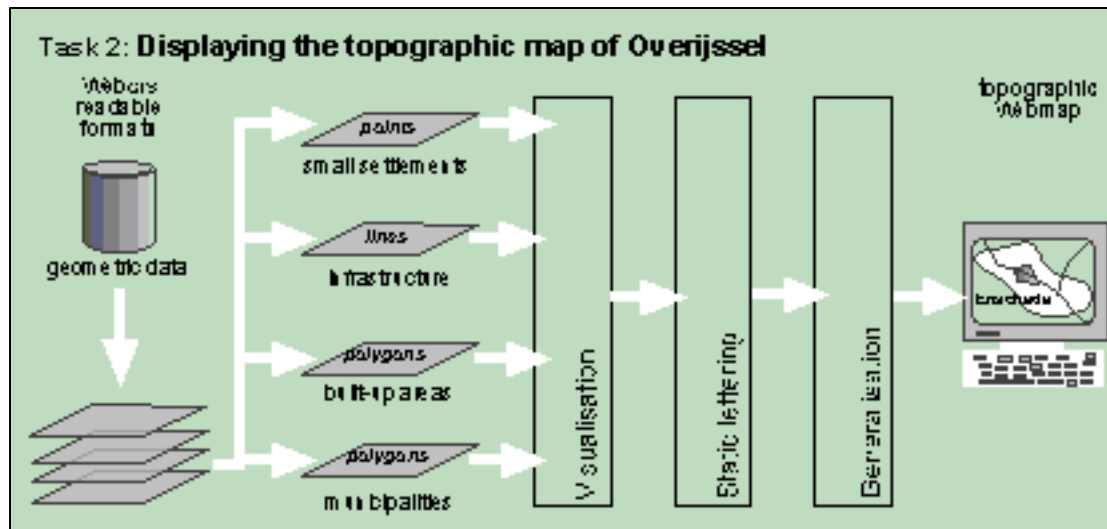 Task 2: Displaying the topographic map of Overijssel
readable
formats
geometric data
points
small settlements
lines
infrastructure
polygons
built-up areas
polygons
municipalities
Visualisation
Static lettering
Generalisation
topographic
Webmap
Enschede